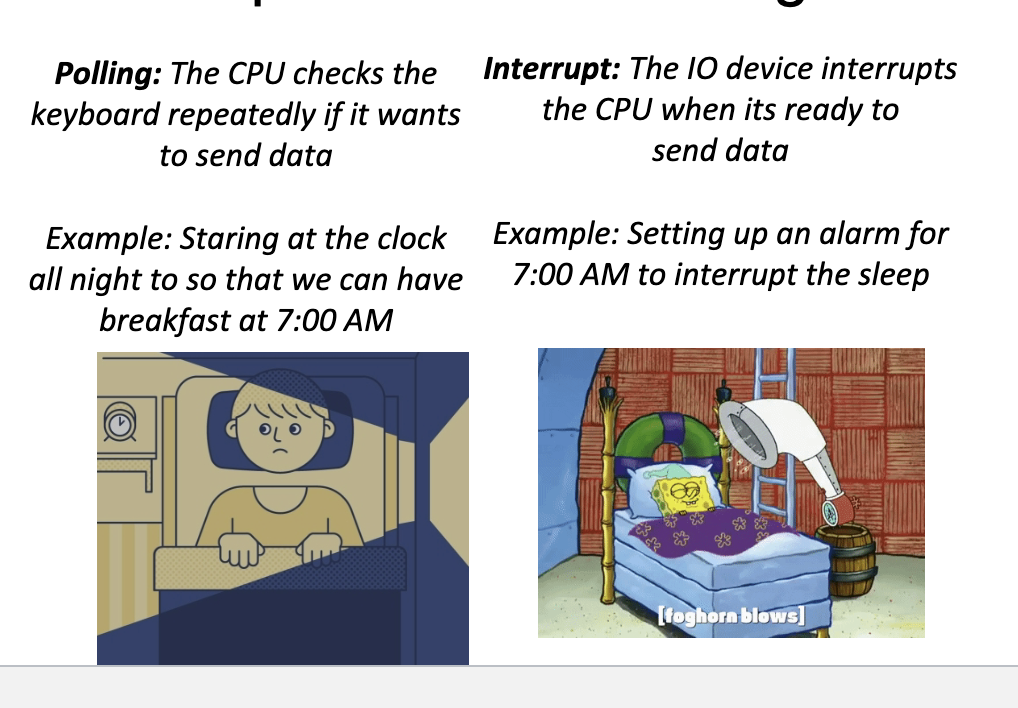 Polling: The CPU checks the
keyboard repeatedly if it wants
to send data
Example: Staring at the clock
all night to so that we can have
breakfast at 7:00 AM
Interrupt: The IO device interrupts
the CPU when its ready to
send data
Example: Setting up an alarm for
7:00 AM to interrupt the sleep
[foghorn blows]